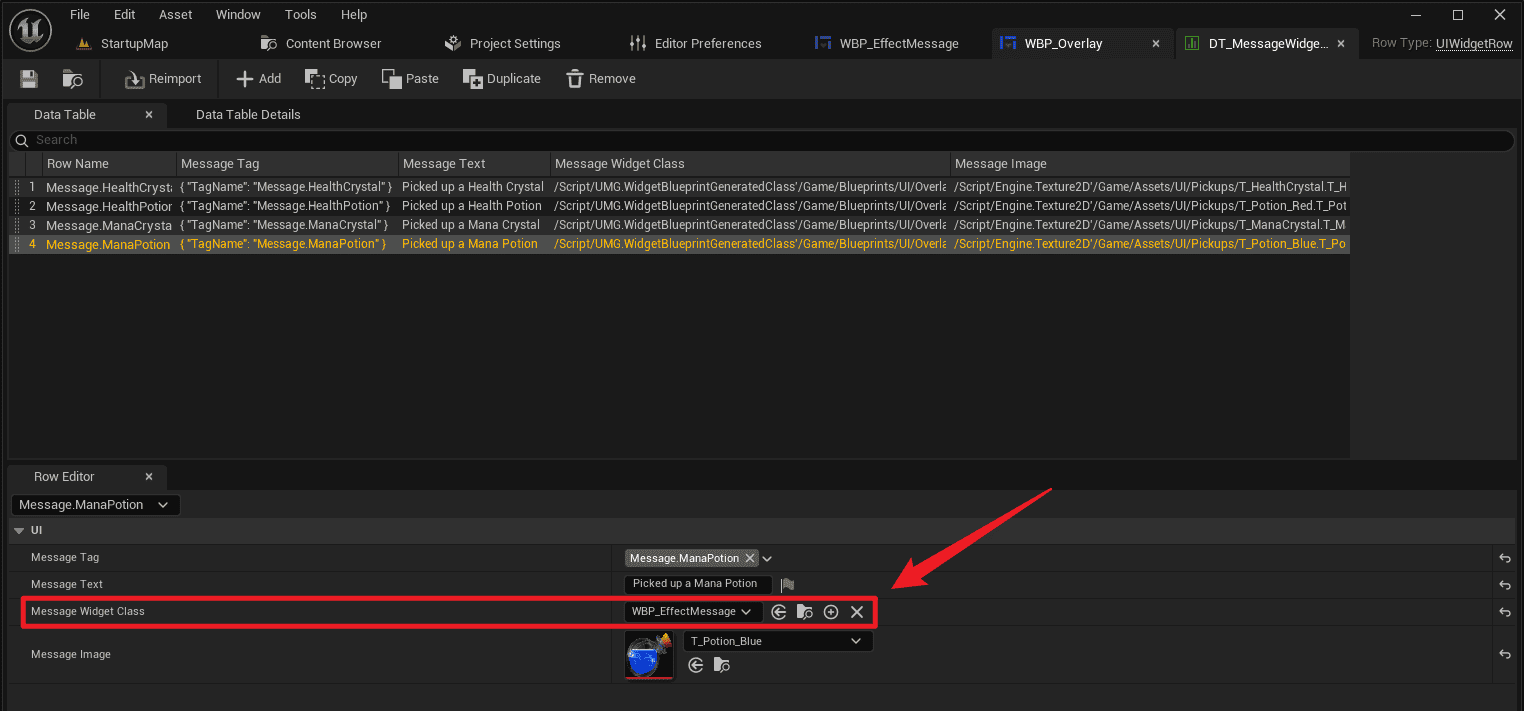 File Edit Asset Window Tools Help
StartupMap Content Browser Project Settings Editor Preferences WBP_EffectMessage WBP_Overlay DT_MessageWidge... Row Type: UIWidgetRow
Reimport Add Copy Paste Duplicate Remove
Data Table Data Table Details
Search
Row Name Message Tag Message Text Message Widget Class Message Image
1 Message.HealthCrysta { "TagName": "Message.HealthCrystal" } Picked up a Health Crystal /Script/UMG.WidgetBlueprintGeneratedClass'/Game/Blueprints/UI/Overla /Script/Engine.Texture2D'/Game/Assets/UI/Pickups/T_HealthCrystal.T_H
2 Message.HealthPotion { "TagName": "Message.HealthPotion" } Picked up a Health Potion /Script/UMG.WidgetBlueprintGeneratedClass'/Game/Blueprints/UI/Overla /Script/Engine.Texture2D'/Game/Assets/UI/Pickups/T_Potion_Red.T_Pot
3 Message.ManaCrysta { "TagName": "Message.ManaCrystal" } Picked up a Mana Crystal /Script/UMG.WidgetBlueprintGeneratedClass'/Game/Blueprints/UI/Overla /Script/Engine.Texture2D'/Game/Assets/UI/Pickups/T_ManaCrystal.T_M
4 Message.ManaPotion { "TagName": "Message.ManaPotion" } Picked up a Mana Potion /Script/UMG.WidgetBlueprintGeneratedClass'/Game/Blueprints/UI/Overla /Script/Engine.Texture2D'/Game/Assets/UI/Pickups/T_Potion_Blue.T_Po
Row Editor
Message.ManaPotion
UI
Message Tag Message.ManaPotion
Message Text Picked up a Mana Potion
Message Widget Class WBP_EffectMessage
Message Image T_Potion_Blue